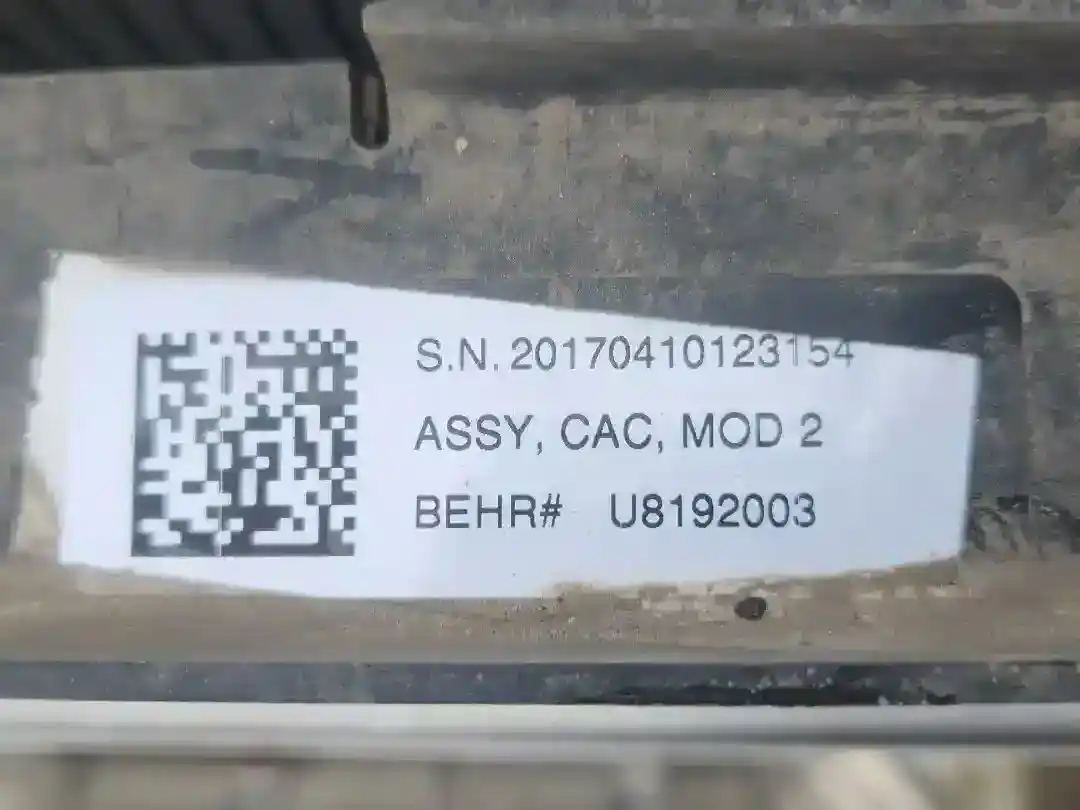 S.N. 20170410123154
ASSY, CAC, MOD 2
BEHR# U8192003